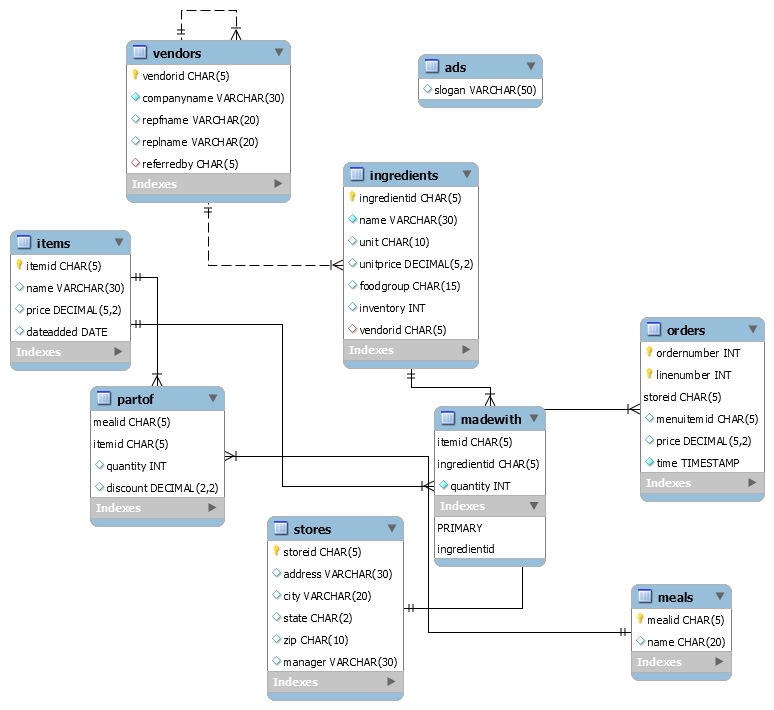 vendors
vendorid CHAR(5)
companyname VARCHAR(30)
repfname VARCHAR(20)
replname VARCHAR(20)
referredby CHAR(5)
Indexes
ads
slogan VARCHAR(50)
ingredients
ingredientid CHAR(5)
name VARCHAR(30)
unit CHAR(10)
unitprice DECIMAL(5,2)
foodgroup CHAR(15)
inventory INT
vendorid CHAR(5)
Indexes
items
itemid CHAR(5)
name VARCHAR(30)
price DECIMAL(5,2)
dateadded DATE
Indexes
orders
ordernumber INT
linenumber INT
storeid CHAR(5)
menuitemid CHAR(5)
price DECIMAL(5,2)
time TIMESTAMP
Indexes
partof
mealid CHAR(5)
itemid CHAR(5)
quantity INT
discount DECIMAL(2,2)
Indexes
madewith
itemid CHAR(5)
ingredientid CHAR(5)
quantity INT
Indexes
PRIMARY
ingredientid
stores
storeid CHAR(5)
address VARCHAR(30)
city VARCHAR(20)
state CHAR(2)
zip CHAR(10)
manager VARCHAR(30)
Indexes
meals
mealid CHAR(5)
name CHAR(20)
Indexes